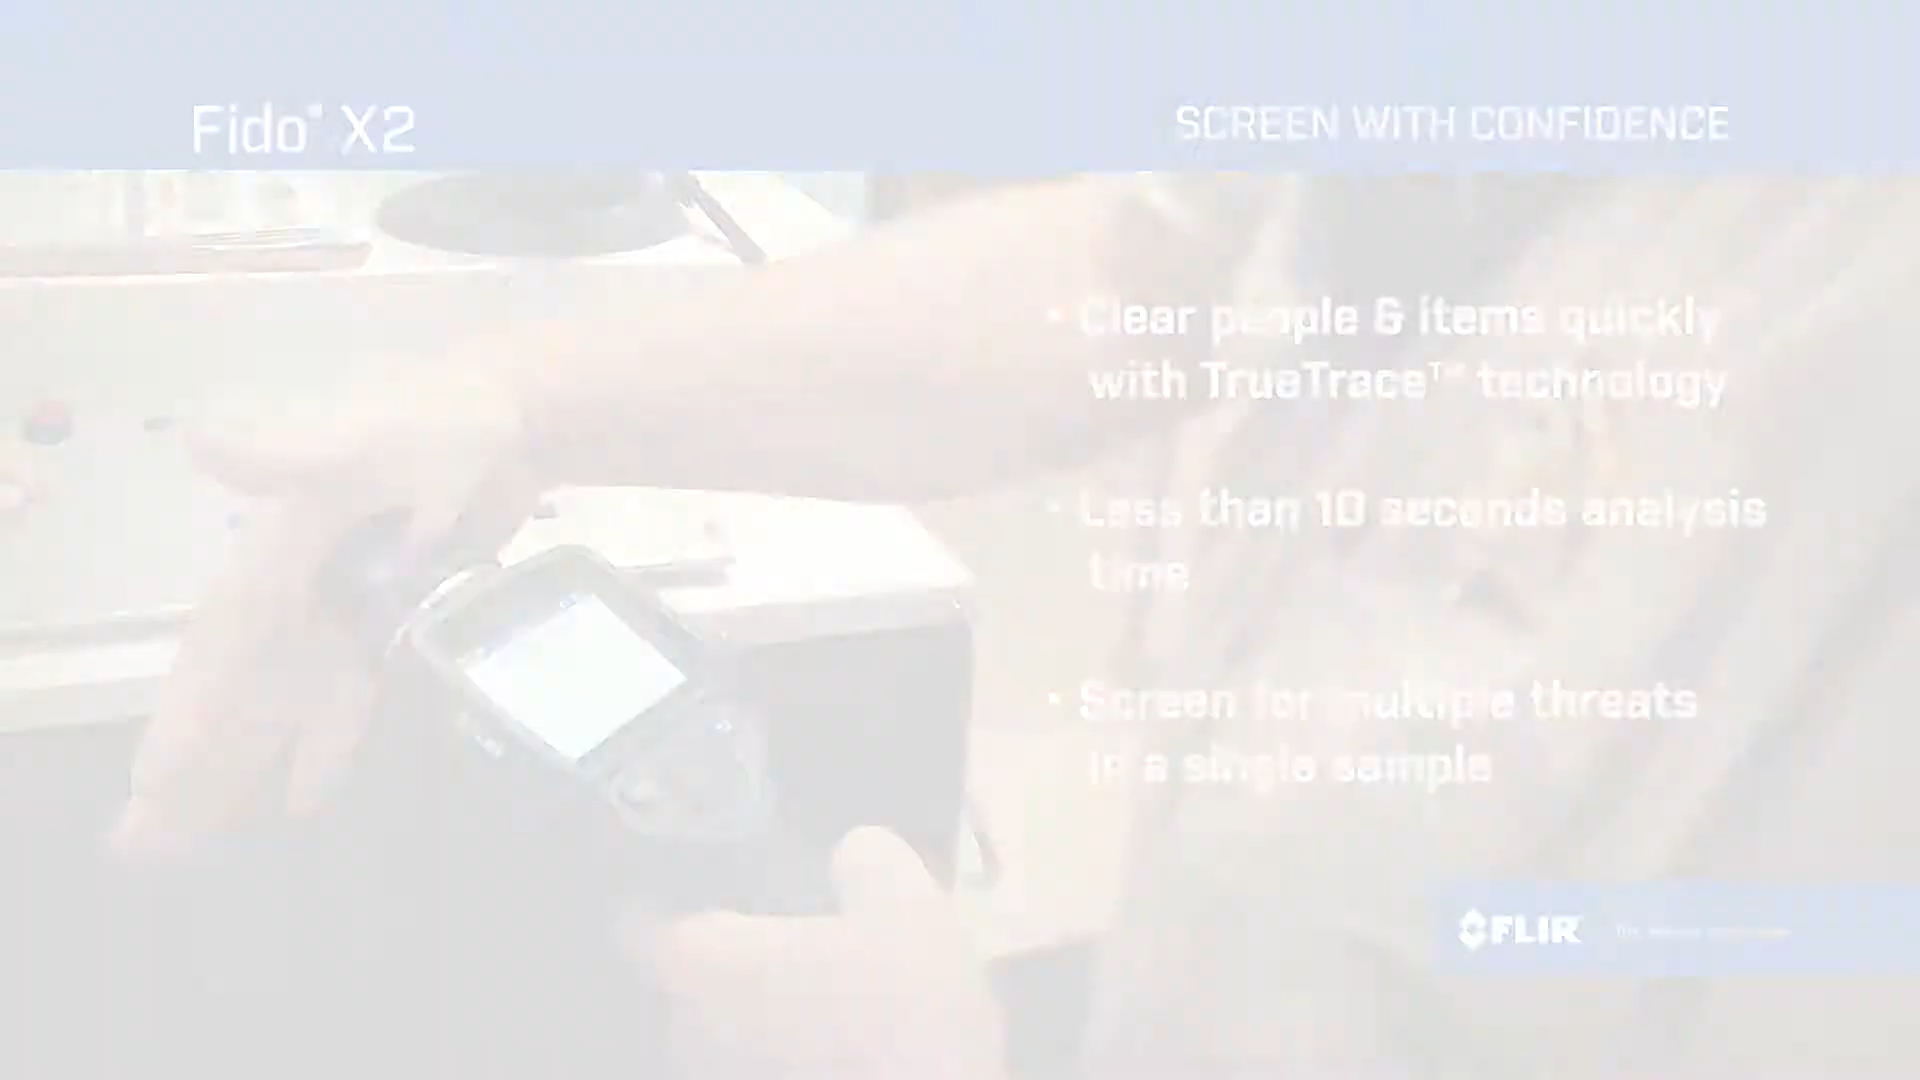 Fido® X2
SCREEN WITH CONFIDENCE
• Clear people & items quickly
with TrueTrace™ technology
• Less than 10 seconds analysis
time
• Screen for multiple threats
in a single sample
FLIR